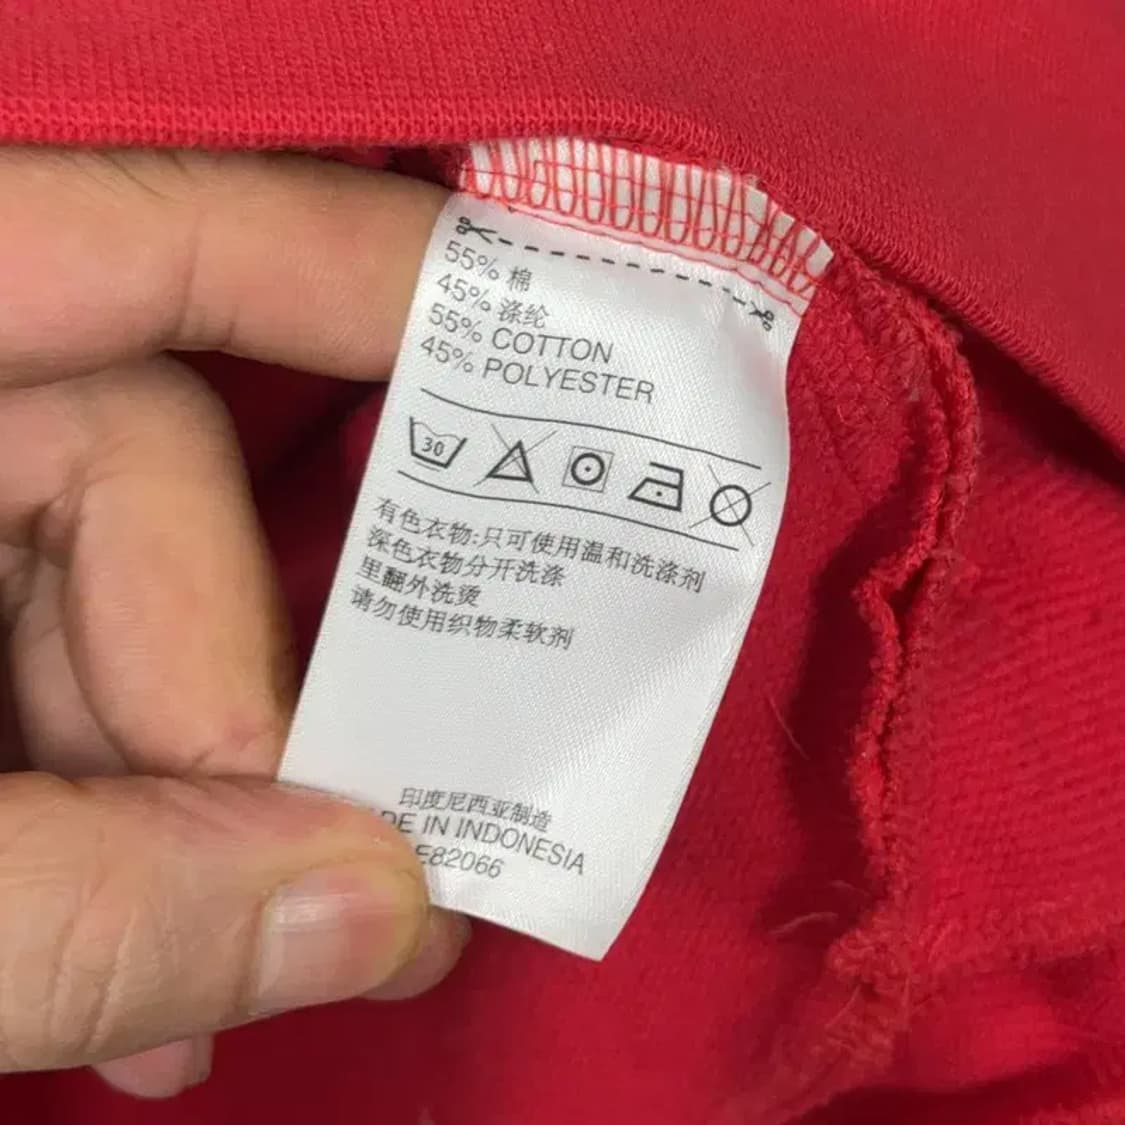 55% 棉
45% 涤纶
55% COTTON
45% POLYESTER
30
有色衣物:只可使用温和洗涤剂
深色衣物分开洗涤
里翻外洗烫
请勿使用织物柔软剂
印度尼西亚制造
DE IN INDONESIA
E82066